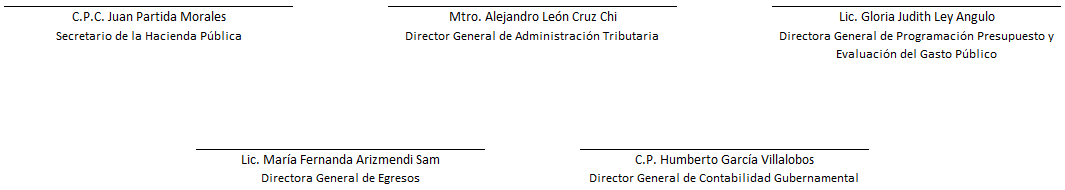 C.P.C. Juan Partida Morales
Secretario de la Hacienda Pública
Mtro. Alejandro León Cruz Chi
Director General de Administración Tributaria
Lic. Gloria Judith Ley Angulo
Directora General de Programación Presupuesto y
Evaluación del Gasto Público
Lic. María Fernanda Arizmendi Sam
Directora General de Egresos
C.P. Humberto García Villalobos
Director General de Contabilidad Gubernamental